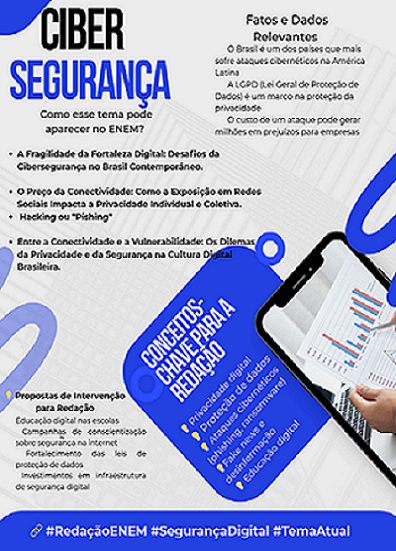 CIBER
SEGURANÇA
Como esse tema pode
aparecer no ENEM?
• A Fragilidade da Fortaleza Digital: Desafios da
Cibersegurança no Brasil Contemporâneo.
• O Preço da Conectividade: Como a Exposição em Redes
Sociais Impacta a Privacidade Individual e Coletiva.
• Hacking ou "Pishing"
• Entre a Conectividade e a Vulnerabilidade: Os Dilemas
da Privacidade e da Segurança na Cultura Digital
Brasileira.
Fatos e Dados
Relevantes
O Brasil é um dos países que mais
sofre ataques cibernéticos na América
Latina
A LGPD (Lei Geral de Proteção de
Dados) é um marco na proteção da
privacidade
O custo de um ataque pode gerar
milhões em prejuízos para empresas
CONCEITOS-
CHAVE PARA A
REDAÇÃO
Privacidade digital
Proteção de dados
Ataques cibernéticos
(phishing, ransomware)
Fake news e
desinformação
Educação digital
Propostas de Intervenção
para Redação
Educação digital nas escolas
Campanhas de conscientização
sobre segurança na internet
Fortalecimento das leis de
proteção de dados
Investimentos em infraestrutura
de segurança digital
#RedaçãoENEM #SegurançaDigital #TemaAtual